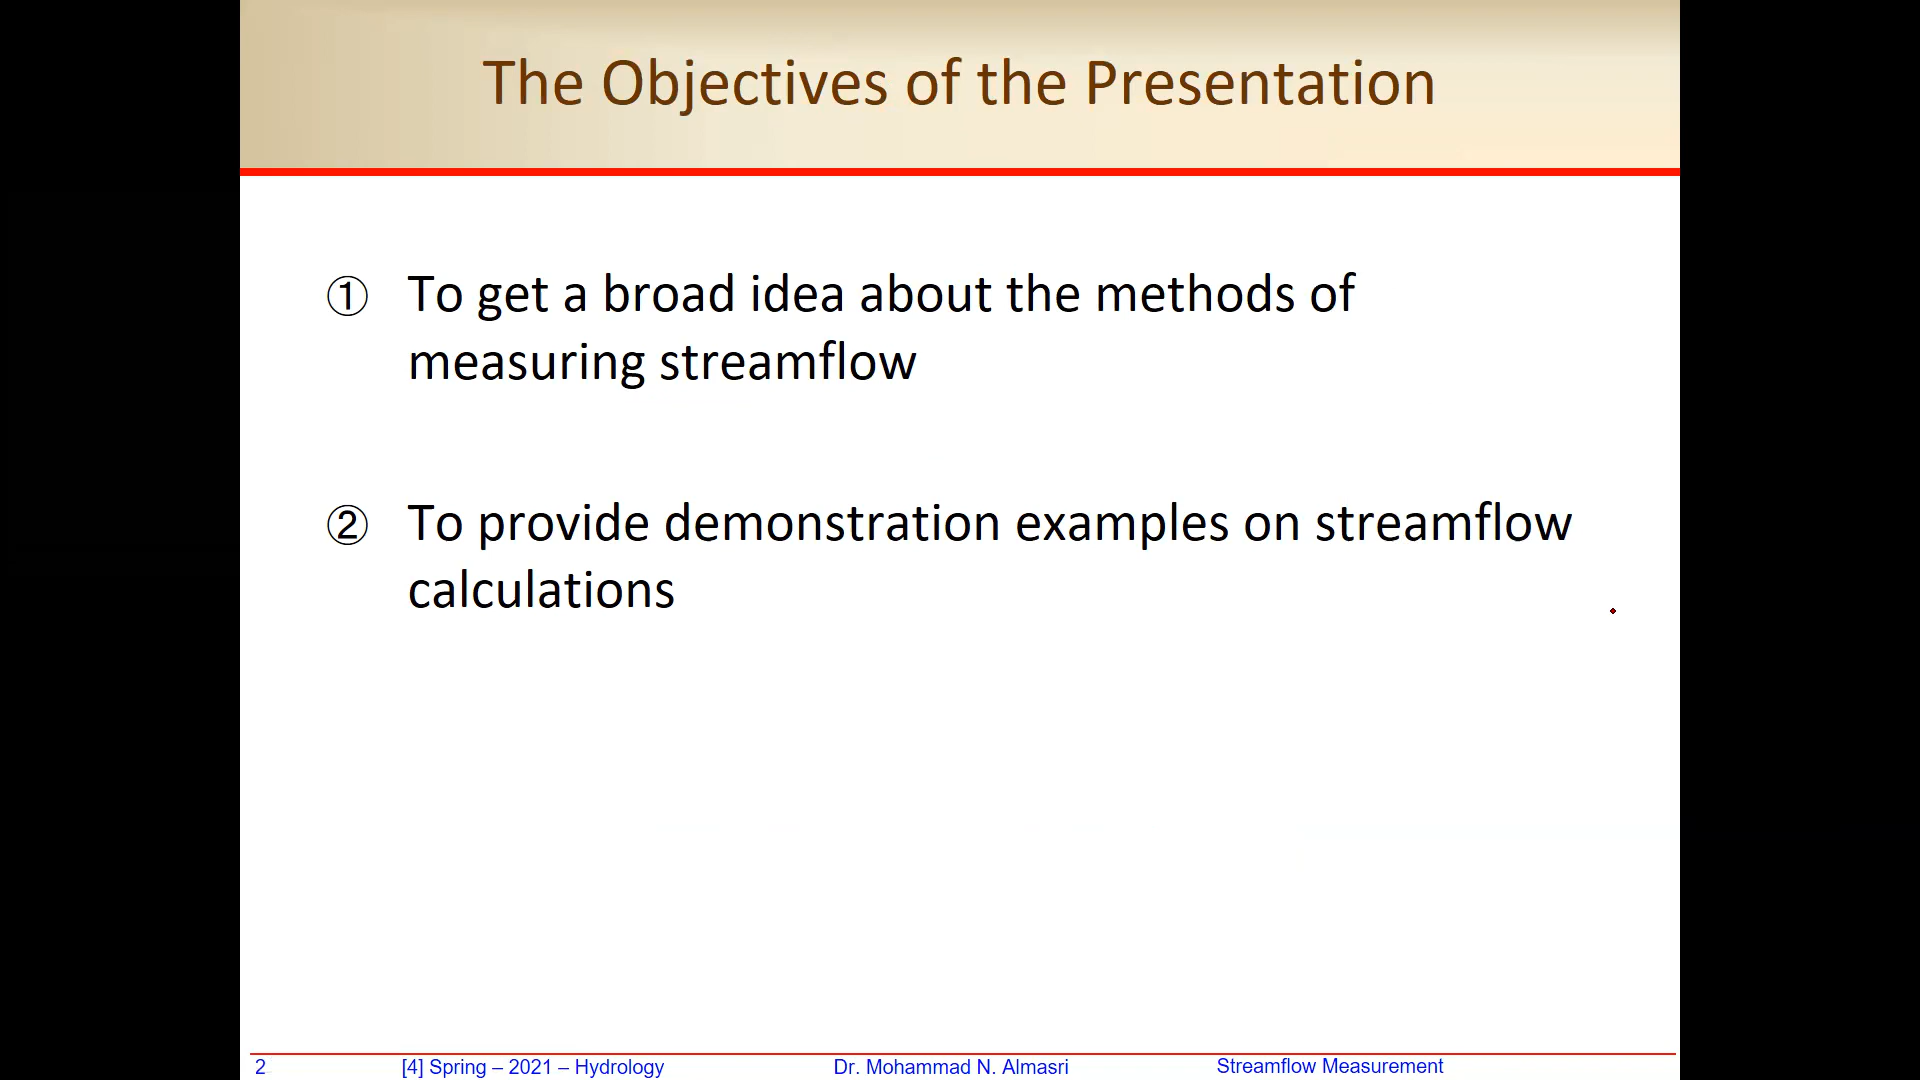 The Objectives of the Presentation
① To get a broad idea about the methods of
measuring streamflow
② To provide demonstration examples on streamflow
calculations
2 [4] Spring – 2021 – Hydrology Dr. Mohammad N. Almasri Streamflow Measurement